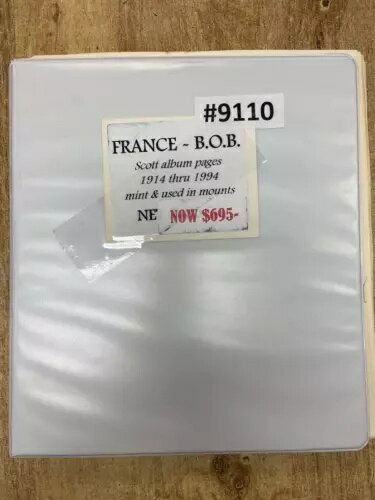 #9110
FRANCE - B.O.B.
Scott album pages
1914 thru 1994
mint & used in mounts
NE NOW $695-